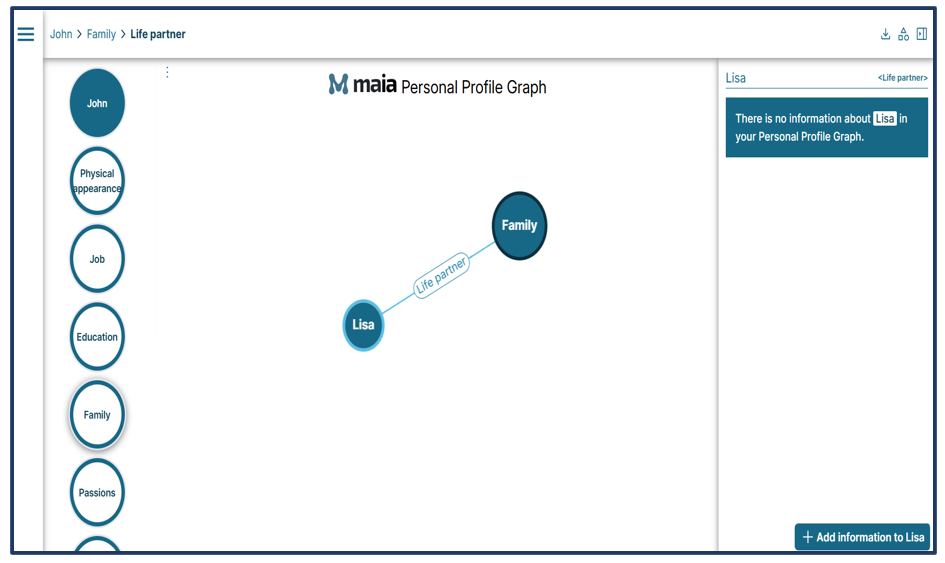 John > Family > Life partner
John
Physical
appearance
Job
Education
Family
Passions
maia Personal Profile Graph
Family
Life partner
Lisa
Lisa
<Life partner>
There is no information about Lisa in
your Personal Profile Graph.
+ Add information to Lisa